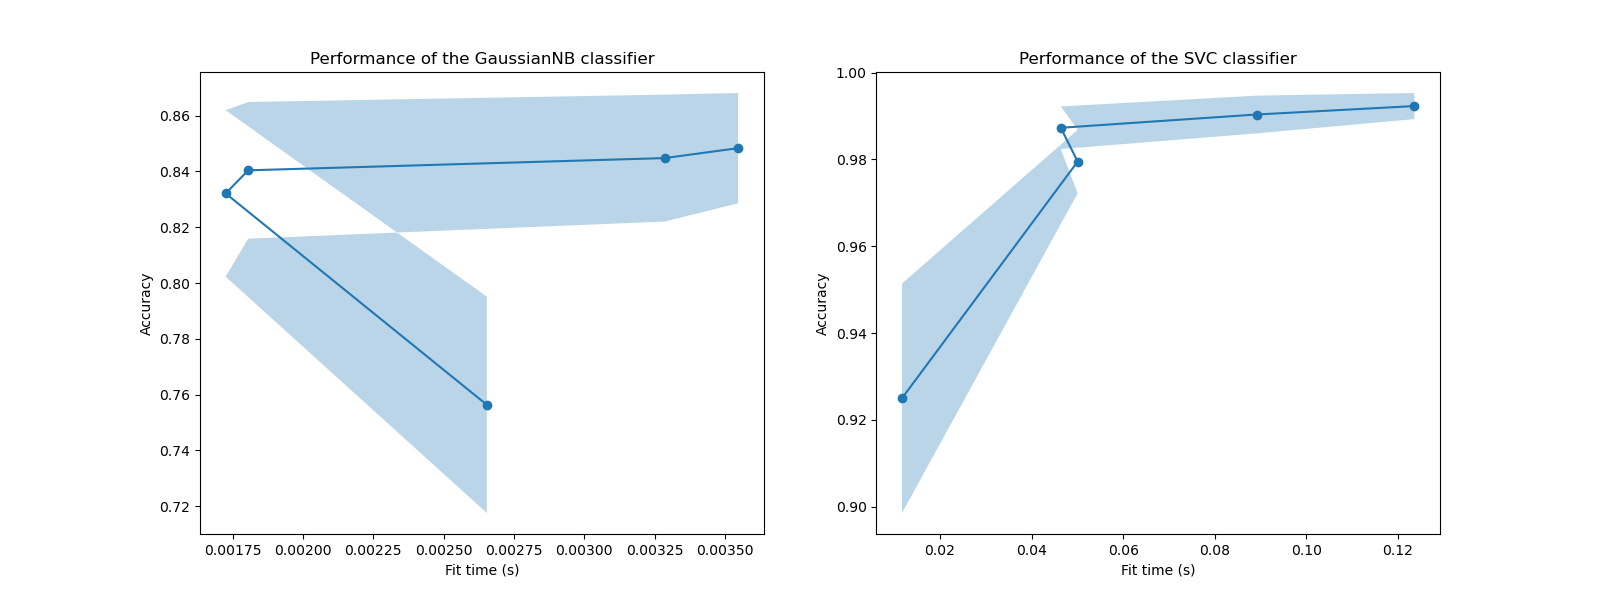 Performance of the GaussianNB classifier
Accuracy
0.86
0.84
0.82
0.80
0.78
0.76
0.74
0.72
0.00175 0.00200 0.00225 0.00250 0.00275 0.00300 0.00325 0.00350
Fit time (s)
Performance of the SVC classifier
Accuracy
1.00
0.98
0.96
0.94
0.92
0.90
0.02 0.04 0.06 0.08 0.10 0.12
Fit time (s)